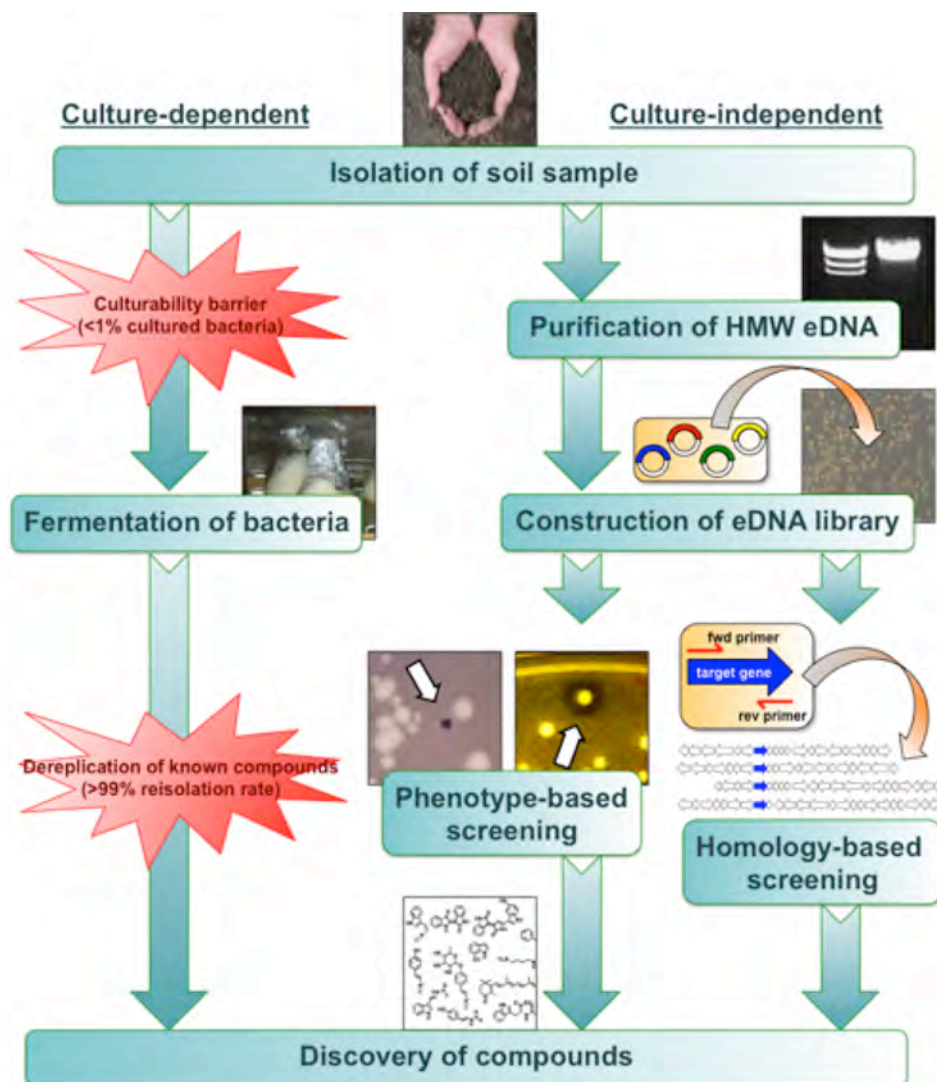 Culture-dependent
Culture-independent
Isolation of soil sample
Culturability barrier
(<1% cultured bacteria)
Purification of HMW eDNA
Fermentation of bacteria
Construction of eDNA library
fwd primer
target gene
rev primer
Dereplication of known compounds
(>99% reisolation rate)
Phenotype-based
screening
Homology-based
screening
Discovery of compounds